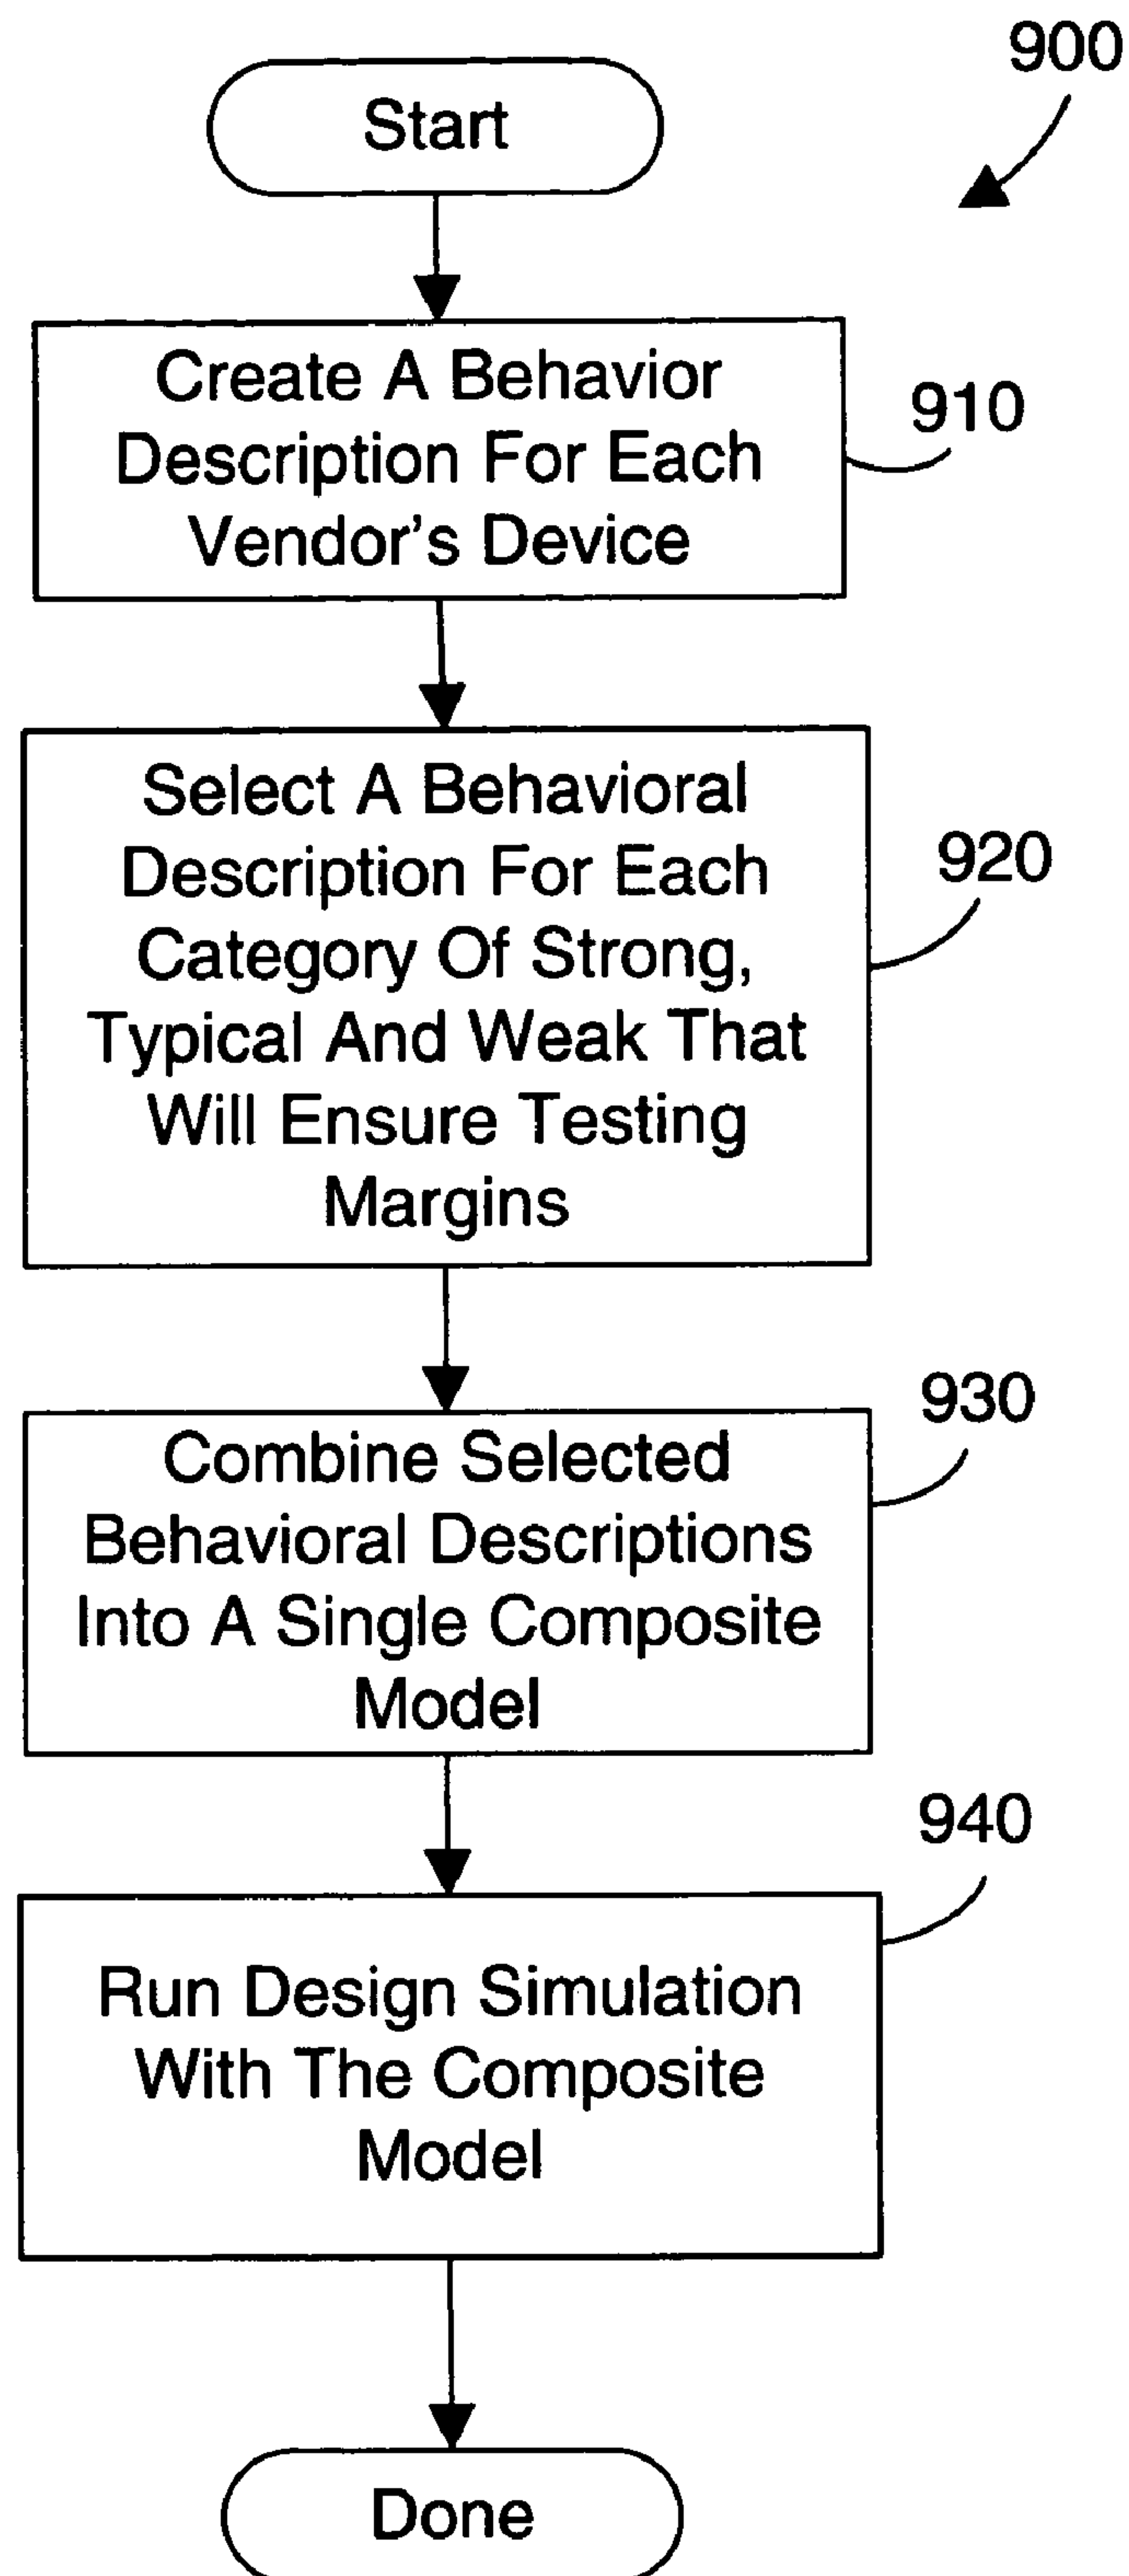 900
Start
Create A Behavior
Description For Each
Vendor's Device
910
Select A Behavioral
Description For Each
Category Of Strong,
Typical And Weak That
Will Ensure Testing
Margins
920
Combine Selected
Behavioral Descriptions
Into A Single Composite
Model
930
Run Design Simulation
With The Composite
Model
940
Done